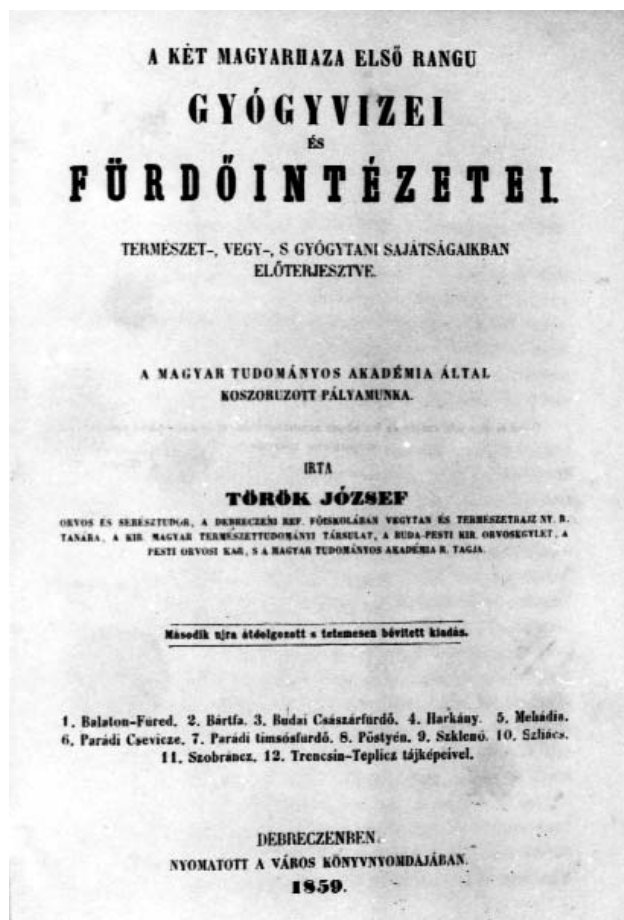 A KÉT MAGYARHAZA ELSŐ RANGU
GYÓGYVIZEI
ÉS
FÜRDŐINTÉZETEI.
TERMÉSZET-, VEGY-, S GYÓGYTANI SAJÁTSÁGAIKBAN
ELŐTERJESZTVE.
A MAGYAR TUDOMÁNYOS AKADÉMIA ÁLTAL
KOSZORUZOTT PÁLYAMUNKA.
IRTA
TÖRÖK JÓZSEF
ORVOS ÉS SEBÉSZTUDOR, A DEBRECZENI REF. FŐISKOLÁBAN VEGYTAN ÉS TERMÉSZETRAJZ NY. R.
TANÁRA, A KIR. MAGYAR TERMÉSZETTUDOMÁNYI TÁRSULAT, A BUDA-PESTI KIR. ORVOSEGYLET, A
PESTI ORVOSI KAR, S A MAGYAR TUDOMÁNYOS AKADÉMIA R. TAGJA.
Második ujra átdolgozott s tetemesen bővitett kiadás.
1. Balaton-Füred. 2. Bártfa. 3. Budai Császárfürdő. 4. Harkány. 5. Mehádia.
6. Parádi Csevicze. 7. Parádi timsósfürdő. 8. Pöstyén. 9. Szklenó. 10. Szliács.
11. Szobráncz. 12. Trencsin-Teplicz tájképeivel.
DEBRECZENBEN.
NYOMATOTT A VÁROS KÖNYVNYOMDAJÁBAN.
1859.